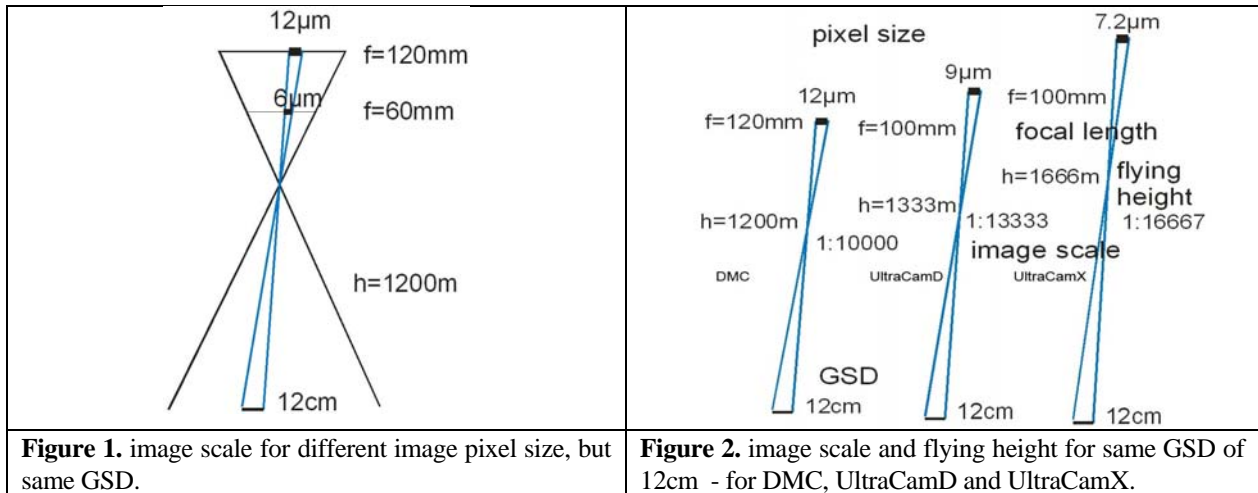 12µm
f=120mm
6µm
f=60mm
h=1200m
12cm
7.2µm
pixel size
9µm
12µm
f=100mm
f=120mm
f=100mm
focal length
h=1666m
flying
height
h=1333m
h=1200m
1:13333
1:16667
1:10000
image scale
DMC
UltraCamD
UltraCamX
GSD
12cm
12cm
12cm
Figure 1. image scale for different image pixel size, but
same GSD.
Figure 2. image scale and flying height for same GSD of
12cm - for DMC, UltraCamD and UltraCamX.